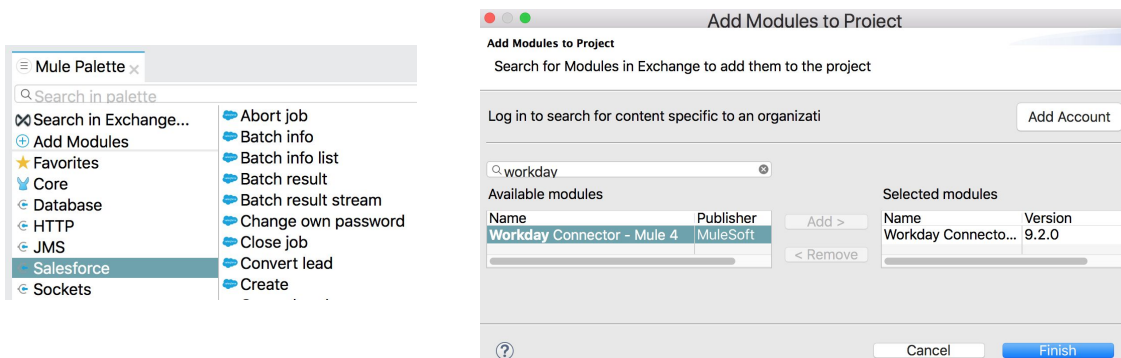 Mule Palette
Search in palette
Search in Exchange...
Add Modules
Favorites
Core
Database
HTTP
JMS
Salesforce
Sockets
Abort job
Batch info
Batch info list
Batch result
Batch result stream
Change own password
Close job
Convert lead
Create
Add Modules to Project
Add Modules to Project
Search for Modules in Exchange to add them to the project
Log in to search for content specific to an organizati
Add Account
workday
Available modules
Name Publisher
Workday Connector - Mule 4 MuleSoft
Add >
< Remove
Selected modules
Name Version
Workday Connecto... 9.2.0
?
Cancel
Finish